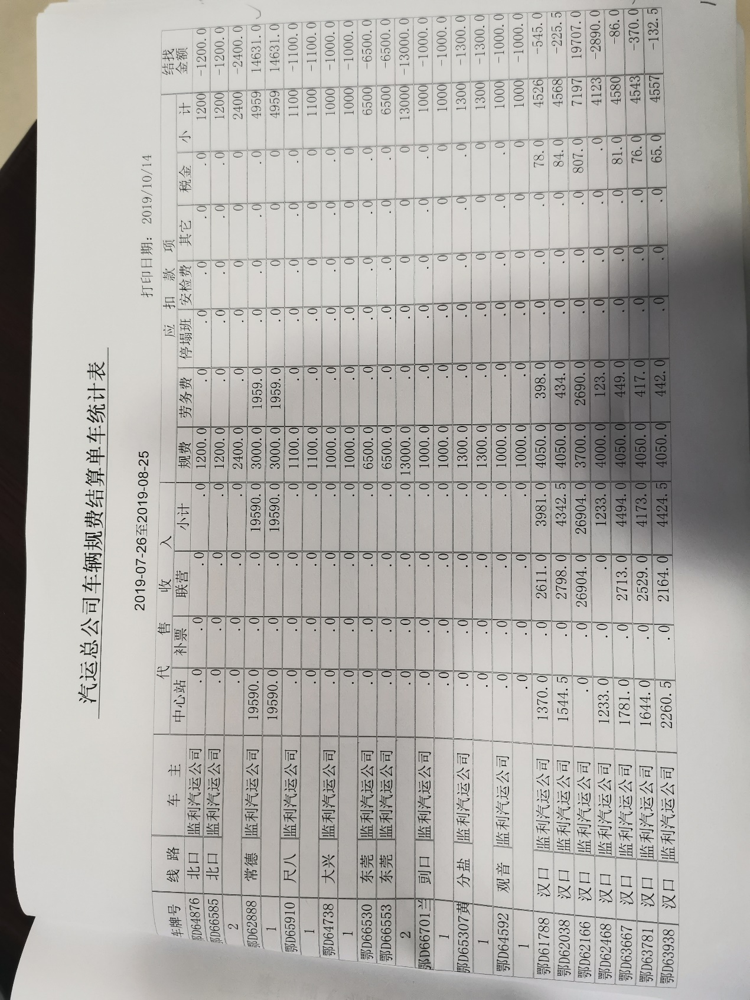 汽运总公司车辆规费结算单车统计表
2019-07-26至2019-08-25
打印日期: 2019/10/14
车牌号 线路 车主 代售收入 应扣款项 结找金额
中心站 补票 联营 小计 规费 劳务费 停塌班 安检费 其它 税金 小计
鄂D64876 北口 监利汽运公司 .0 .0 .0 .0 1200.0 .0 .0 .0 .0 .0 1200 -1200.0
鄂D66585 北口 监利汽运公司 .0 .0 .0 .0 1200.0 .0 .0 .0 .0 .0 1200 -1200.0
2 .0 .0 .0 .0 2400.0 .0 .0 0 0 0 2400 -2400.0
鄂D62888 常德 监利汽运公司 19590.0 .0 .0 19590.0 3000.0 1959.0 .0 .0 .0 .0 4959 14631.0
1 19590.0 .0 .0 19590.0 3000.0 1959.0 .0 0 0 0 4959 14631.0
鄂D65910 尺八 监利汽运公司 .0 .0 .0 .0 1100.0 .0 .0 .0 .0 .0 1100 -1100.0
1 .0 .0 .0 .0 1100.0 .0 .0 0 0 0 1100 -1100.0
鄂D64738 大兴 监利汽运公司 .0 .0 .0 .0 1000.0 .0 .0 .0 .0 .0 1000 -1000.0
1 .0 .0 .0 .0 1000.0 .0 .0 0 0 0 1000 -1000.0
鄂D66530 东莞 监利汽运公司 .0 .0 .0 .0 6500.0 .0 .0 .0 .0 .0 6500 -6500.0
鄂D66553 东莞 监利汽运公司 .0 .0 .0 .0 6500.0 .0 .0 .0 .0 .0 6500 -6500.0
2 .0 .0 .0 .0 13000.0 .0 .0 0 0 0 13000 -13000.0
鄂D66701兰 剅口 监利汽运公司 .0 .0 .0 .0 1000.0 .0 .0 .0 .0 .0 1000 -1000.0
1 .0 .0 .0 .0 1000.0 .0 .0 0 0 0 1000 -1000.0
鄂D65307黄 分盐 监利汽运公司 .0 .0 .0 .0 1300.0 .0 .0 .0 .0 .0 1300 -1300.0
1 .0 .0 .0 .0 1300.0 .0 .0 0 0 0 1300 -1300.0
鄂D64592 观音 监利汽运公司 .0 .0 .0 .0 1000.0 .0 .0 .0 .0 .0 1000 -1000.0
1 .0 .0 .0 .0 1000.0 .0 .0 0 0 0 1000 -1000.0
鄂D61788 汉口 监利汽运公司 1370.0 .0 2611.0 3981.0 4050.0 398.0 .0 .0 .0 78.0 4526 -545.0
鄂D62038 汉口 监利汽运公司 1544.5 .0 2798.0 4342.5 4050.0 434.0 .0 .0 .0 84.0 4568 -225.5
鄂D62166 汉口 监利汽运公司 .0 .0 26904.0 26904.0 3700.0 2690.0 .0 .0 .0 807.0 7197 19707.0
鄂D62468 汉口 监利汽运公司 1233.0 .0 .0 1233.0 4000.0 123.0 .0 .0 .0 .0 4123 -2890.0
鄂D63667 汉口 监利汽运公司 1781.0 .0 2713.0 4494.0 4050.0 449.0 .0 .0 .0 81.0 4580 -86.0
鄂D63781 汉口 监利汽运公司 1644.0 .0 2529.0 4173.0 4050.0 417.0 .0 .0 .0 76.0 4543 -370.0
鄂D63938 汉口 监利汽运公司 2260.5 .0 2164.0 4424.5 4050.0 442.0 .0 .0 .0 65.0 4557 -132.5